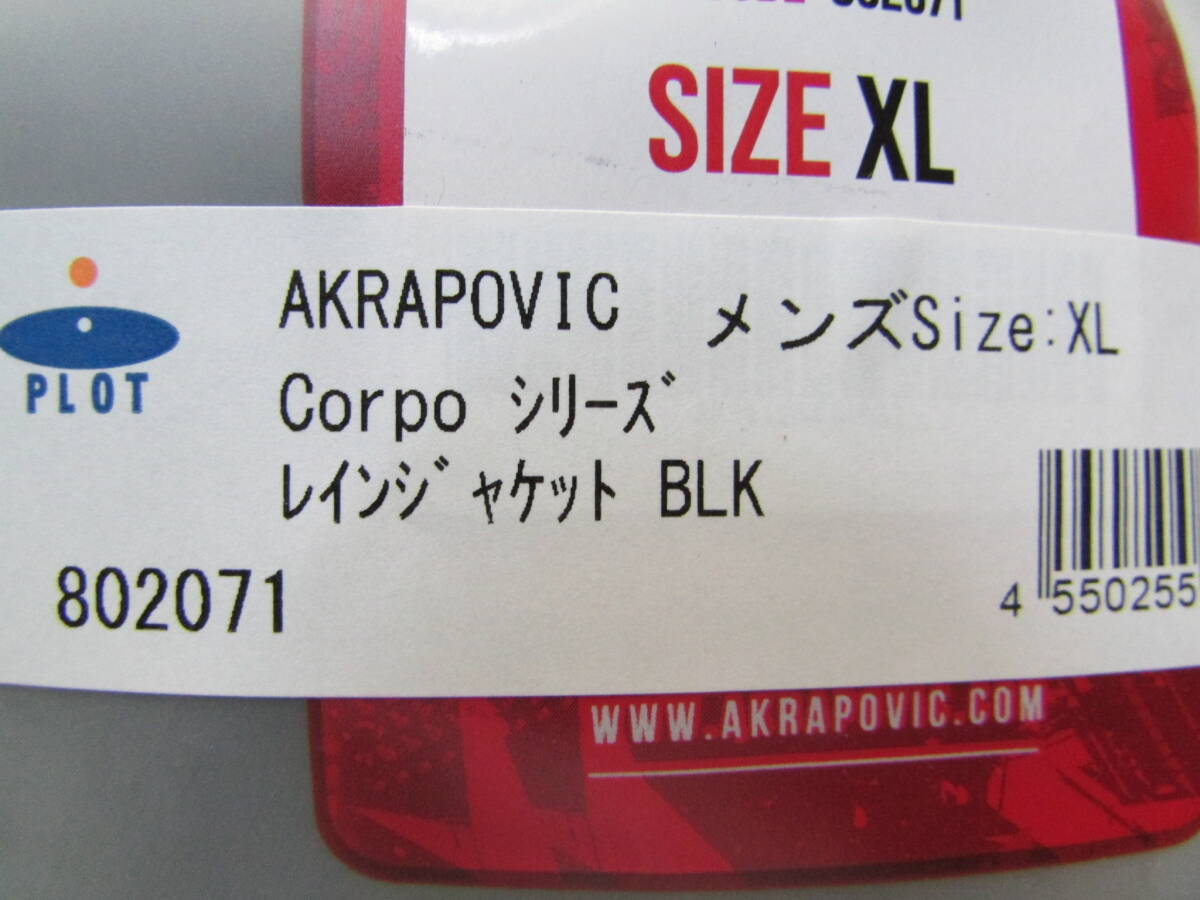 802071
SIZE XL
AKRAPOVIC メンズSize:XL
PLOT
Corpo シリーズ
レインジャケット BLK
802071
4 550255
WWW.AKRAPOVIC.COM